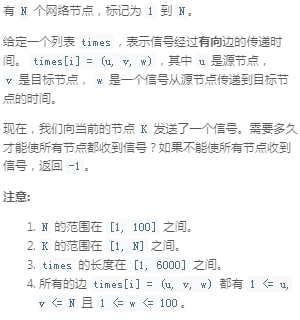 有 N 个网络节点，标记为 1 到 N。
给定一个列表 times，表示信号经过有向边的传递时
间。 times[i] = (u, v, w)，其中 u 是源节点，
v 是目标节点， w 是一个信号从源节点传递到目标节
点的时间。
现在，我们向当前的节点 K 发送了一个信号。需要多久
才能使所有节点都收到信号？如果不能使所有节点收到
信号，返回 -1。
注意:
1. N 的范围在 [1, 100] 之间。
2. K 的范围在 [1, N] 之间。
3. times 的长度在 [1, 6000] 之间。
4. 所有的边 times[i] = (u, v, w) 都有 1 <= u,
v <= N 且 1 <= w <= 100。